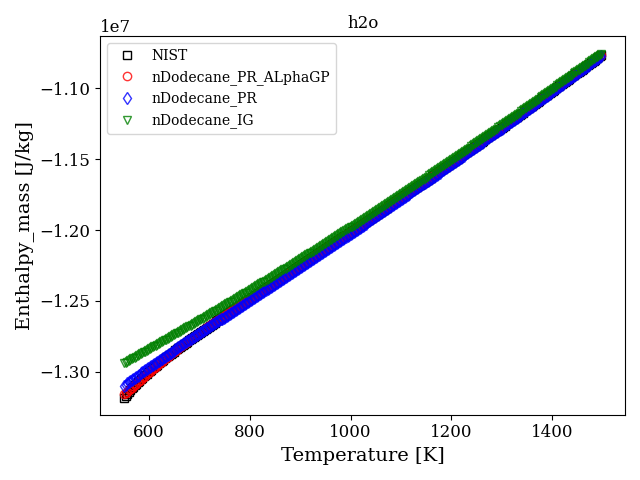 h2o
1e7
NIST
nDodecane_PR_ALphaGP
nDodecane_PR
nDodecane_IG
−1.10
−1.15
−1.20
−1.25
−1.30
Enthalpy_mass [J/kg]
600 800 1000 1200 1400
Temperature [K]